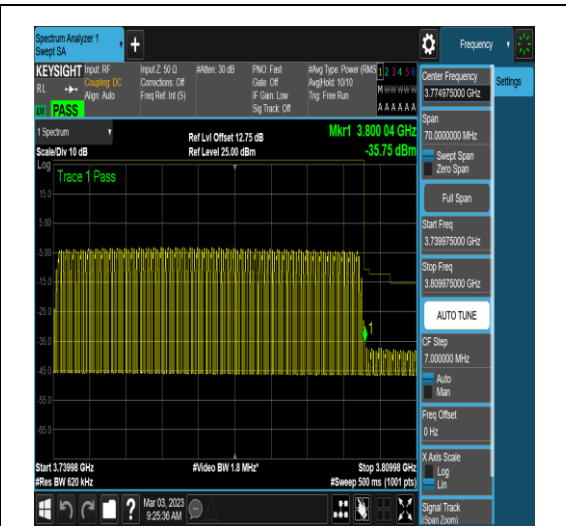 Spectrum Analyzer 1
Swept SA
Frequency
KEYSIGHT
RL
PASS
Input: RF
Coupling: DC
Align: Auto
Input Z: 50 Ω
Corrections: Off
Freq Ref: Int (S)
#Atten: 30 dB
PNO: Fast
Gate: Off
IF Gain: Low
Sig Track: Off
#Avg Type: Power (RMS
Avg|Hold: 10/10
Trig: Free Run
1 2 3 4 5 6
M W W W W W
A A A A A A
Center Frequency
3.774975000 GHz
Settings
Span
70.0000000 MHz
Swept Span
Zero Span
Full Span
Start Freq
3.739975000 GHz
Stop Freq
3.809975000 GHz
AUTO TUNE
CF Step
7.000000 MHz
Auto
Man
Freq Offset
0 Hz
X Axis Scale
Log
Lin
Signal Track
(Span Zoom)
1 Spectrum
Scale/Div 10 dB
Ref Lvl Offset 12.75 dB
Ref Level 25.00 dBm
Mkr1 3.800 04 GHz
-35.75 dBm
Log
Trace 1 Pass
15.0
5.00
-5.00
-15.0
-25.0
-35.0
-45.0
-55.0
-65.0
1
Start 3.73998 GHz
#Res BW 620 kHz
#Video BW 1.8 MHz*
Stop 3.80998 GHz
#Sweep 500 ms (1001 pts)
Mar 03, 2023
9:25:36 AM